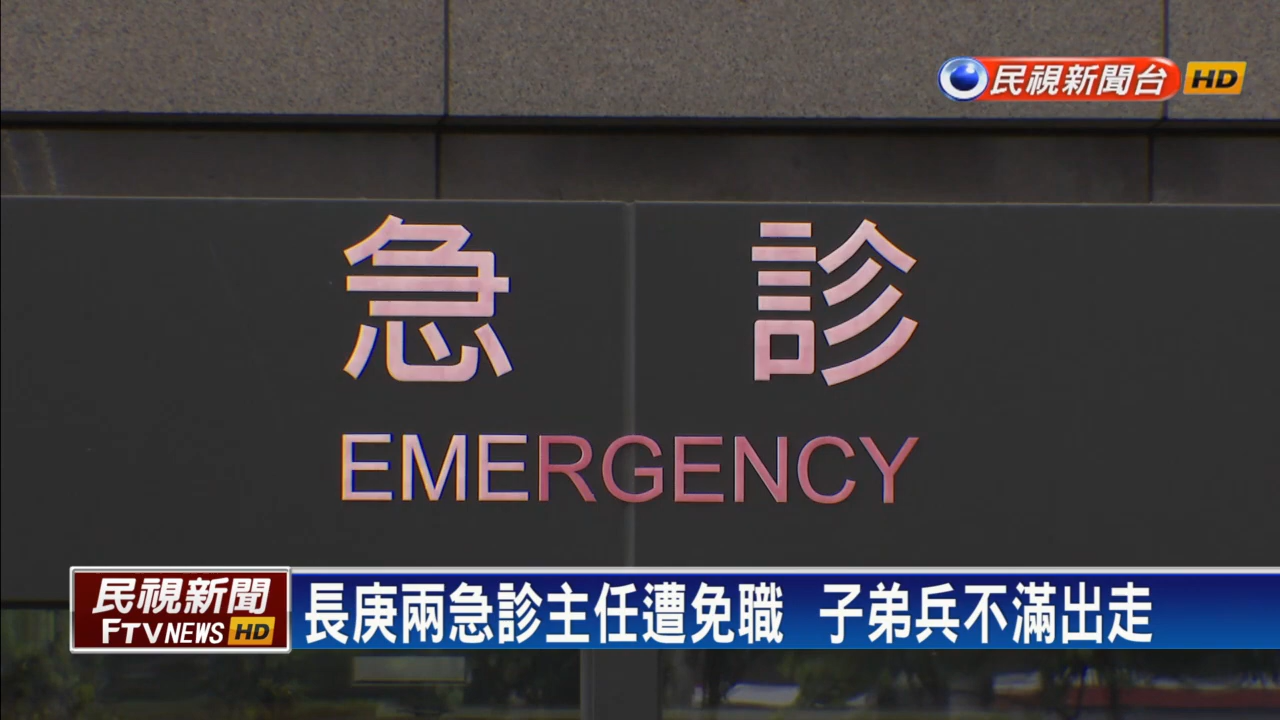 民視新聞台 HD
急 診
EMERGENCY
民視新聞
FTVNEWS HD
長庚兩急診主任遭免職 子弟兵不滿出走